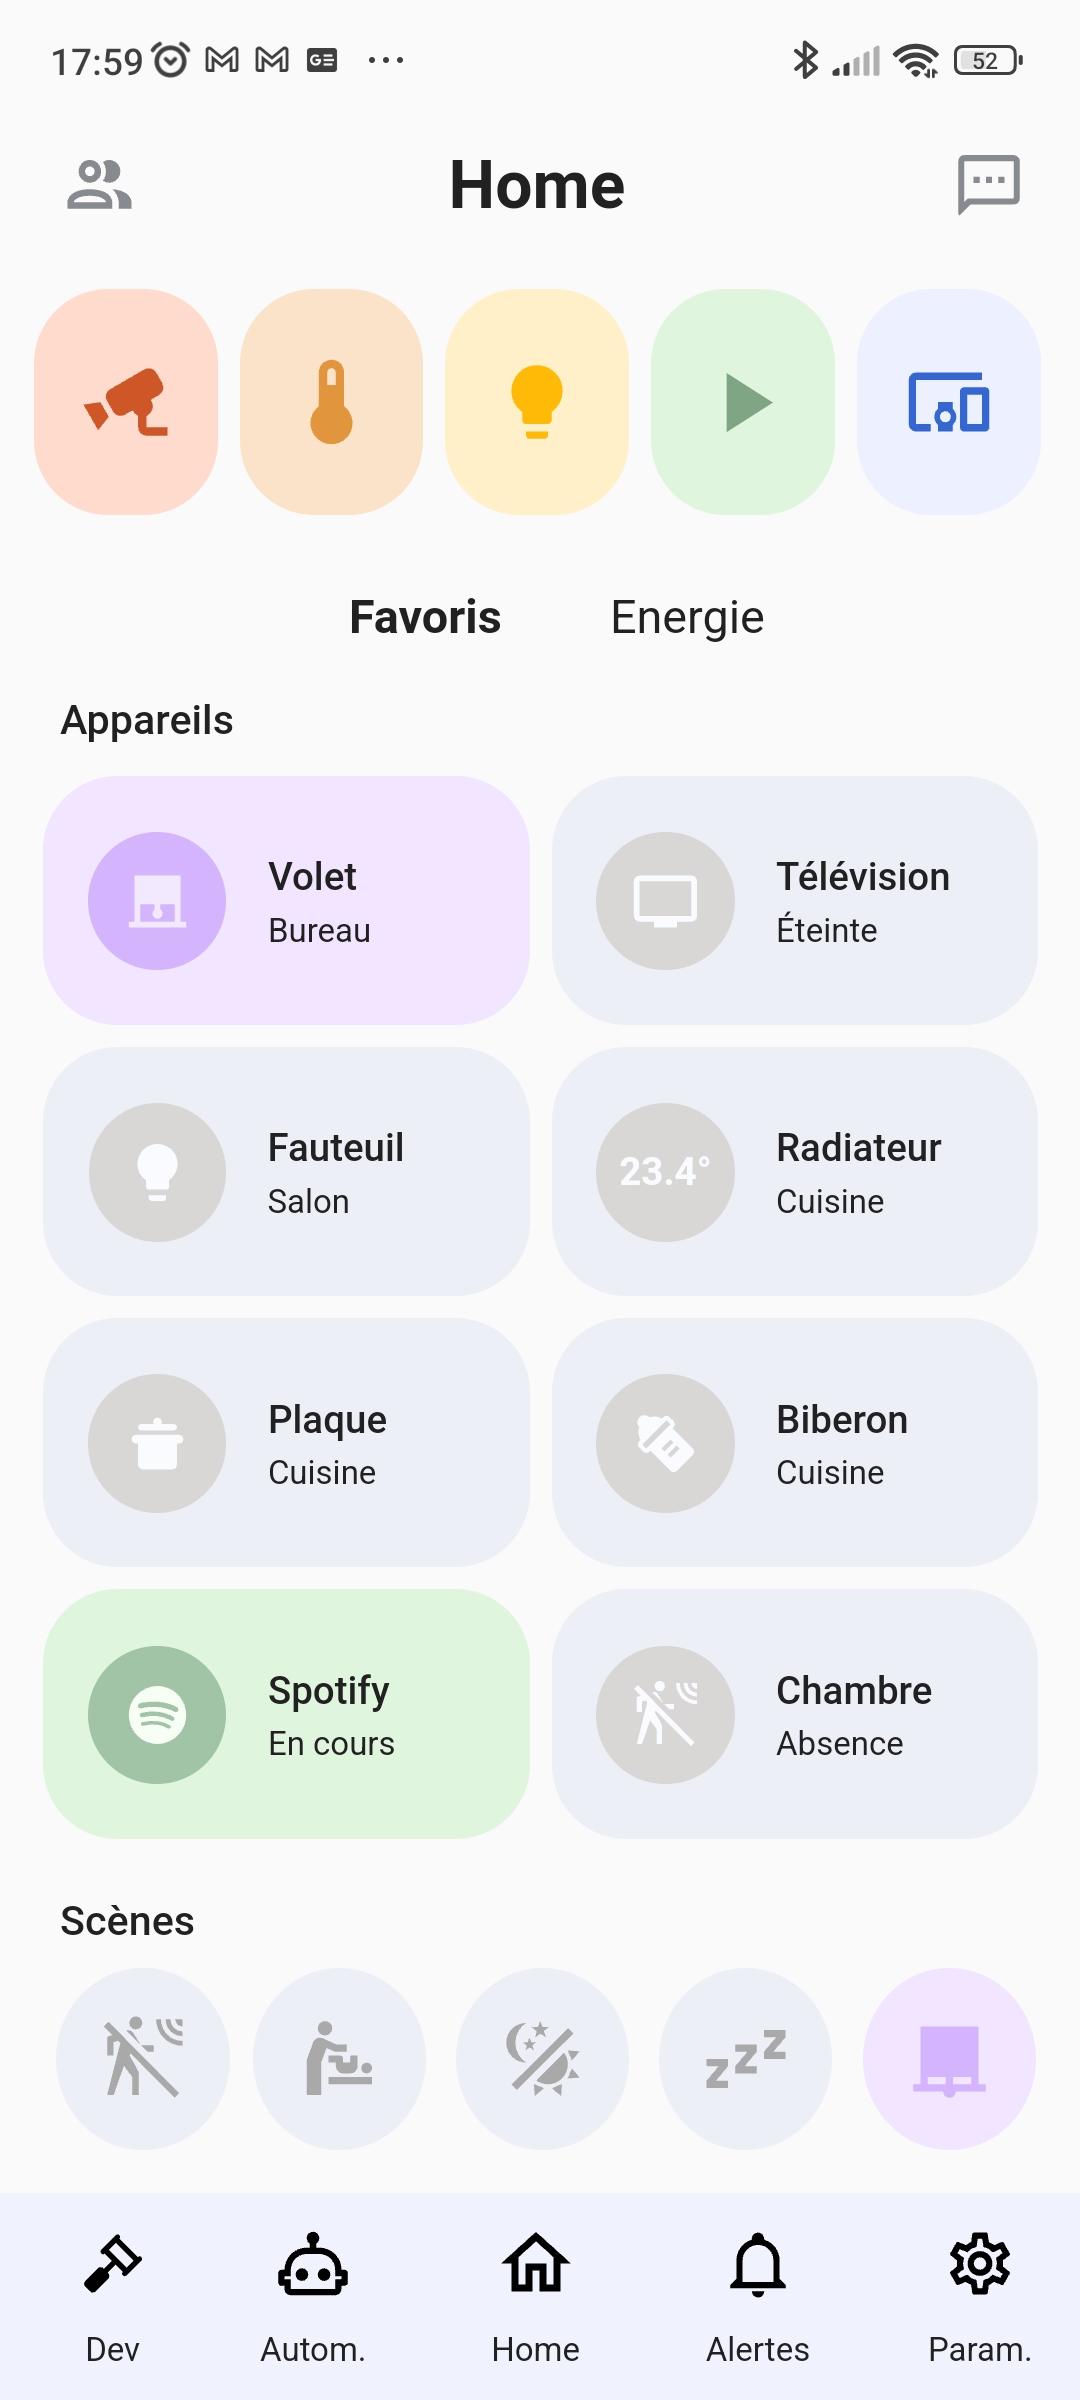 17:59
52
Home
Favoris Energie
Appareils
Volet
Bureau
Télévision
Éteinte
Fauteuil
Salon
23.4°
Radiateur
Cuisine
Plaque
Cuisine
Biberon
Cuisine
Spotify
En cours
Chambre
Absence
Scènes
zzz
Dev Autom. Home Alertes Param.